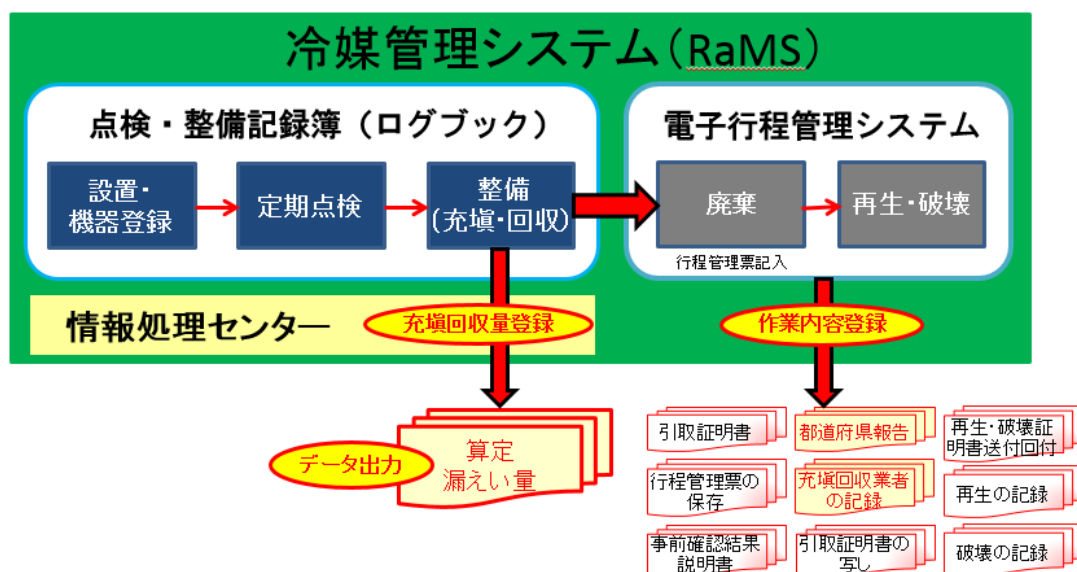 冷媒管理システム（RaMS）
点検・整備記録簿（ログブック）
設置・
機器登録
定期点検
整備
(充塡・回収)
電子行程管理システム
廃棄
再生・破壊
行程管理票記入
情報処理センター
充塡回収量登録
作業内容登録
データ出力
算定
漏えい量
引取証明書
都道府県報告
再生・破壊証
明書送付回付
行程管理票の
保存
充塡回収業者
の記録
再生の記録
事前確認結果
説明書
引取証明書の
写し
破壊の記録